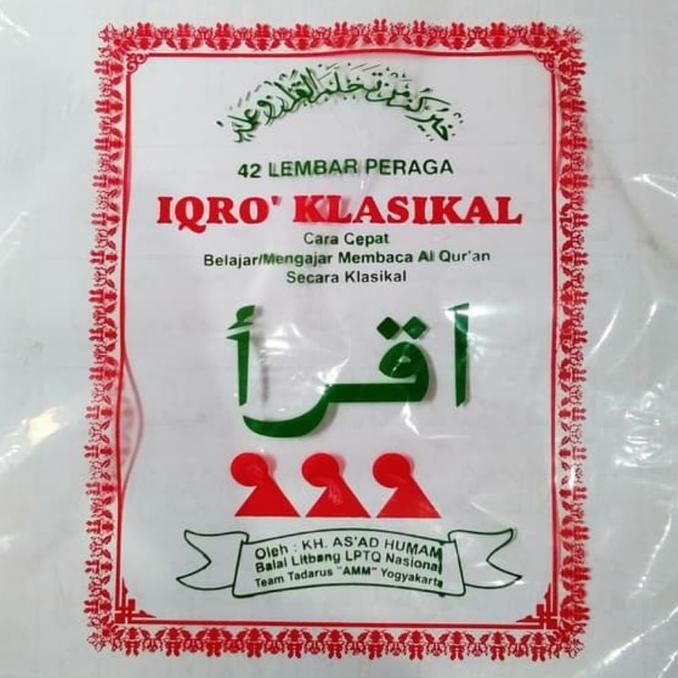 خيركم من تعلم القرآن وعلمه
42 LEMBAR PERAGA
IQRO' KLASIKAL
Cara Cepat
Belajar/Mengajar Membaca Al Qur'an
Secara Klasikal
اقرأ
Oleh : KH. AS'AD HUMAM
Balai Litbang LPTQ Nasional
Team Tadarus "AMM" Yogyakarta